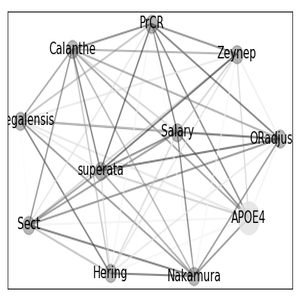 PrCR
Calanthe
Zeynep
egalensis
Salary
ORadjus
superata
APOE4
Sect
Hering
Nakamura